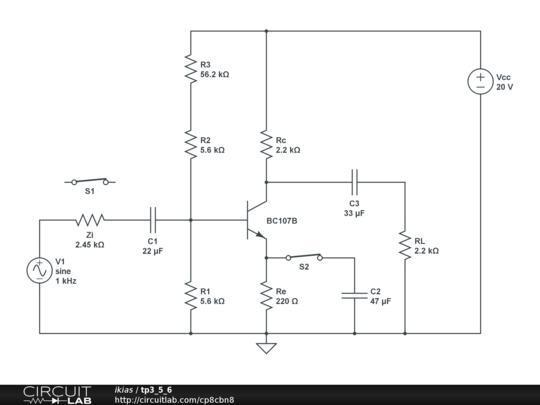 R3
56.2 kΩ
Vcc
20 V
R2
5.6 kΩ
Rc
2.2 kΩ
S1
C3
33 µF
BC107B
Zi
2.45 kΩ
C1
22 µF
RL
2.2 kΩ
V1
sine
1 kHz
S2
R1
5.6 kΩ
Re
220 Ω
C2
47 µF
CIRCUIT LAB
ikias / tp3_5_6
http://circuitlab.com/cp8cbn8